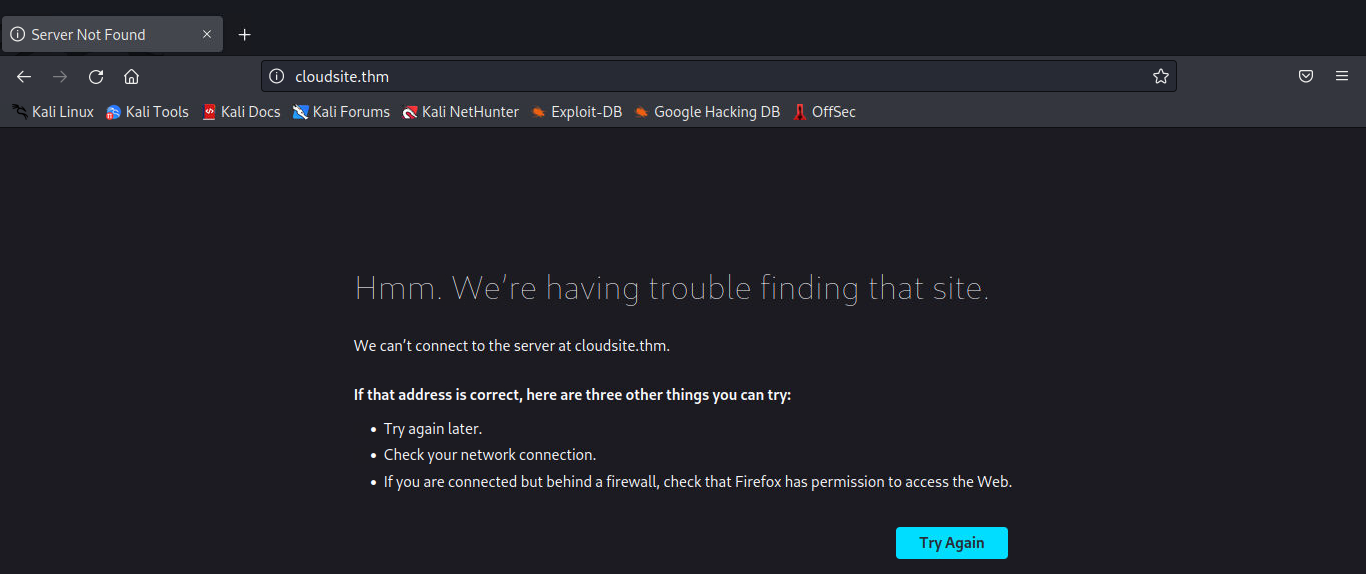 Server Not Found
cloudsite.thm
Kali Linux Kali Tools Kali Docs Kali Forums Kali NetHunter Exploit-DB Google Hacking DB OffSec
Hmm. We’re having trouble finding that site.
We can’t connect to the server at cloudsite.thm.
If that address is correct, here are three other things you can try:
• Try again later.
• Check your network connection.
• If you are connected but behind a firewall, check that Firefox has permission to access the Web.
Try Again